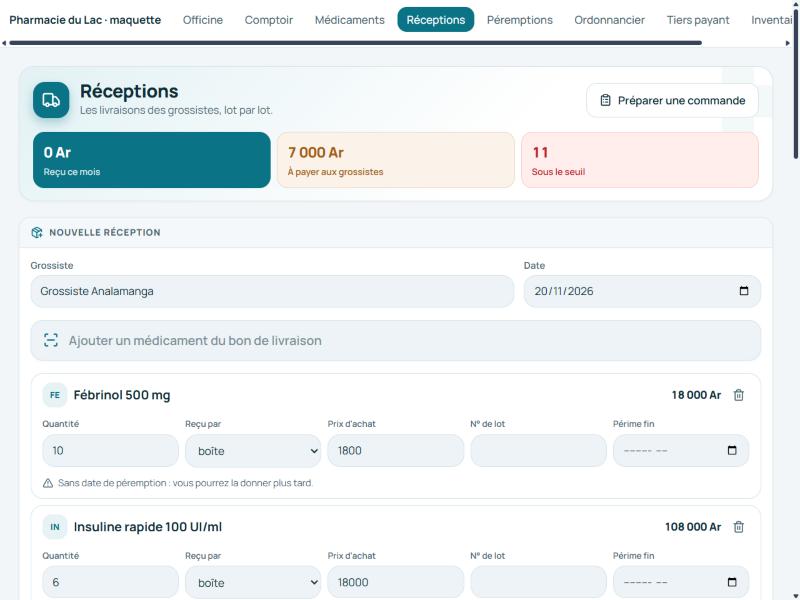 Pharmacie du Lac · maquette Officine Comptoir Médicaments Réceptions Péremptions Ordonnancier Tiers payant Inventai
Réceptions
Les livraisons des grossistes, lot par lot.
Préparer une commande
0 Ar 7 000 Ar 11
Reçu ce mois À payer aux grossistes Sous le seuil
NOUVELLE RÉCEPTION
Grossiste Date
Grossiste Analamanga 20/11/2026
Ajouter un médicament du bon de livraison
FE Fébrinol 500 mg 18 000 Ar
Quantité Reçu par Prix d'achat N° de lot Périme fin
10 boîte 1800 -------- ---
Sans date de péremption : vous pourrez la donner plus tard.
IN Insuline rapide 100 UI/ml 108 000 Ar
Quantité Reçu par Prix d'achat N° de lot Périme fin
6 boîte 18000 -------- ---